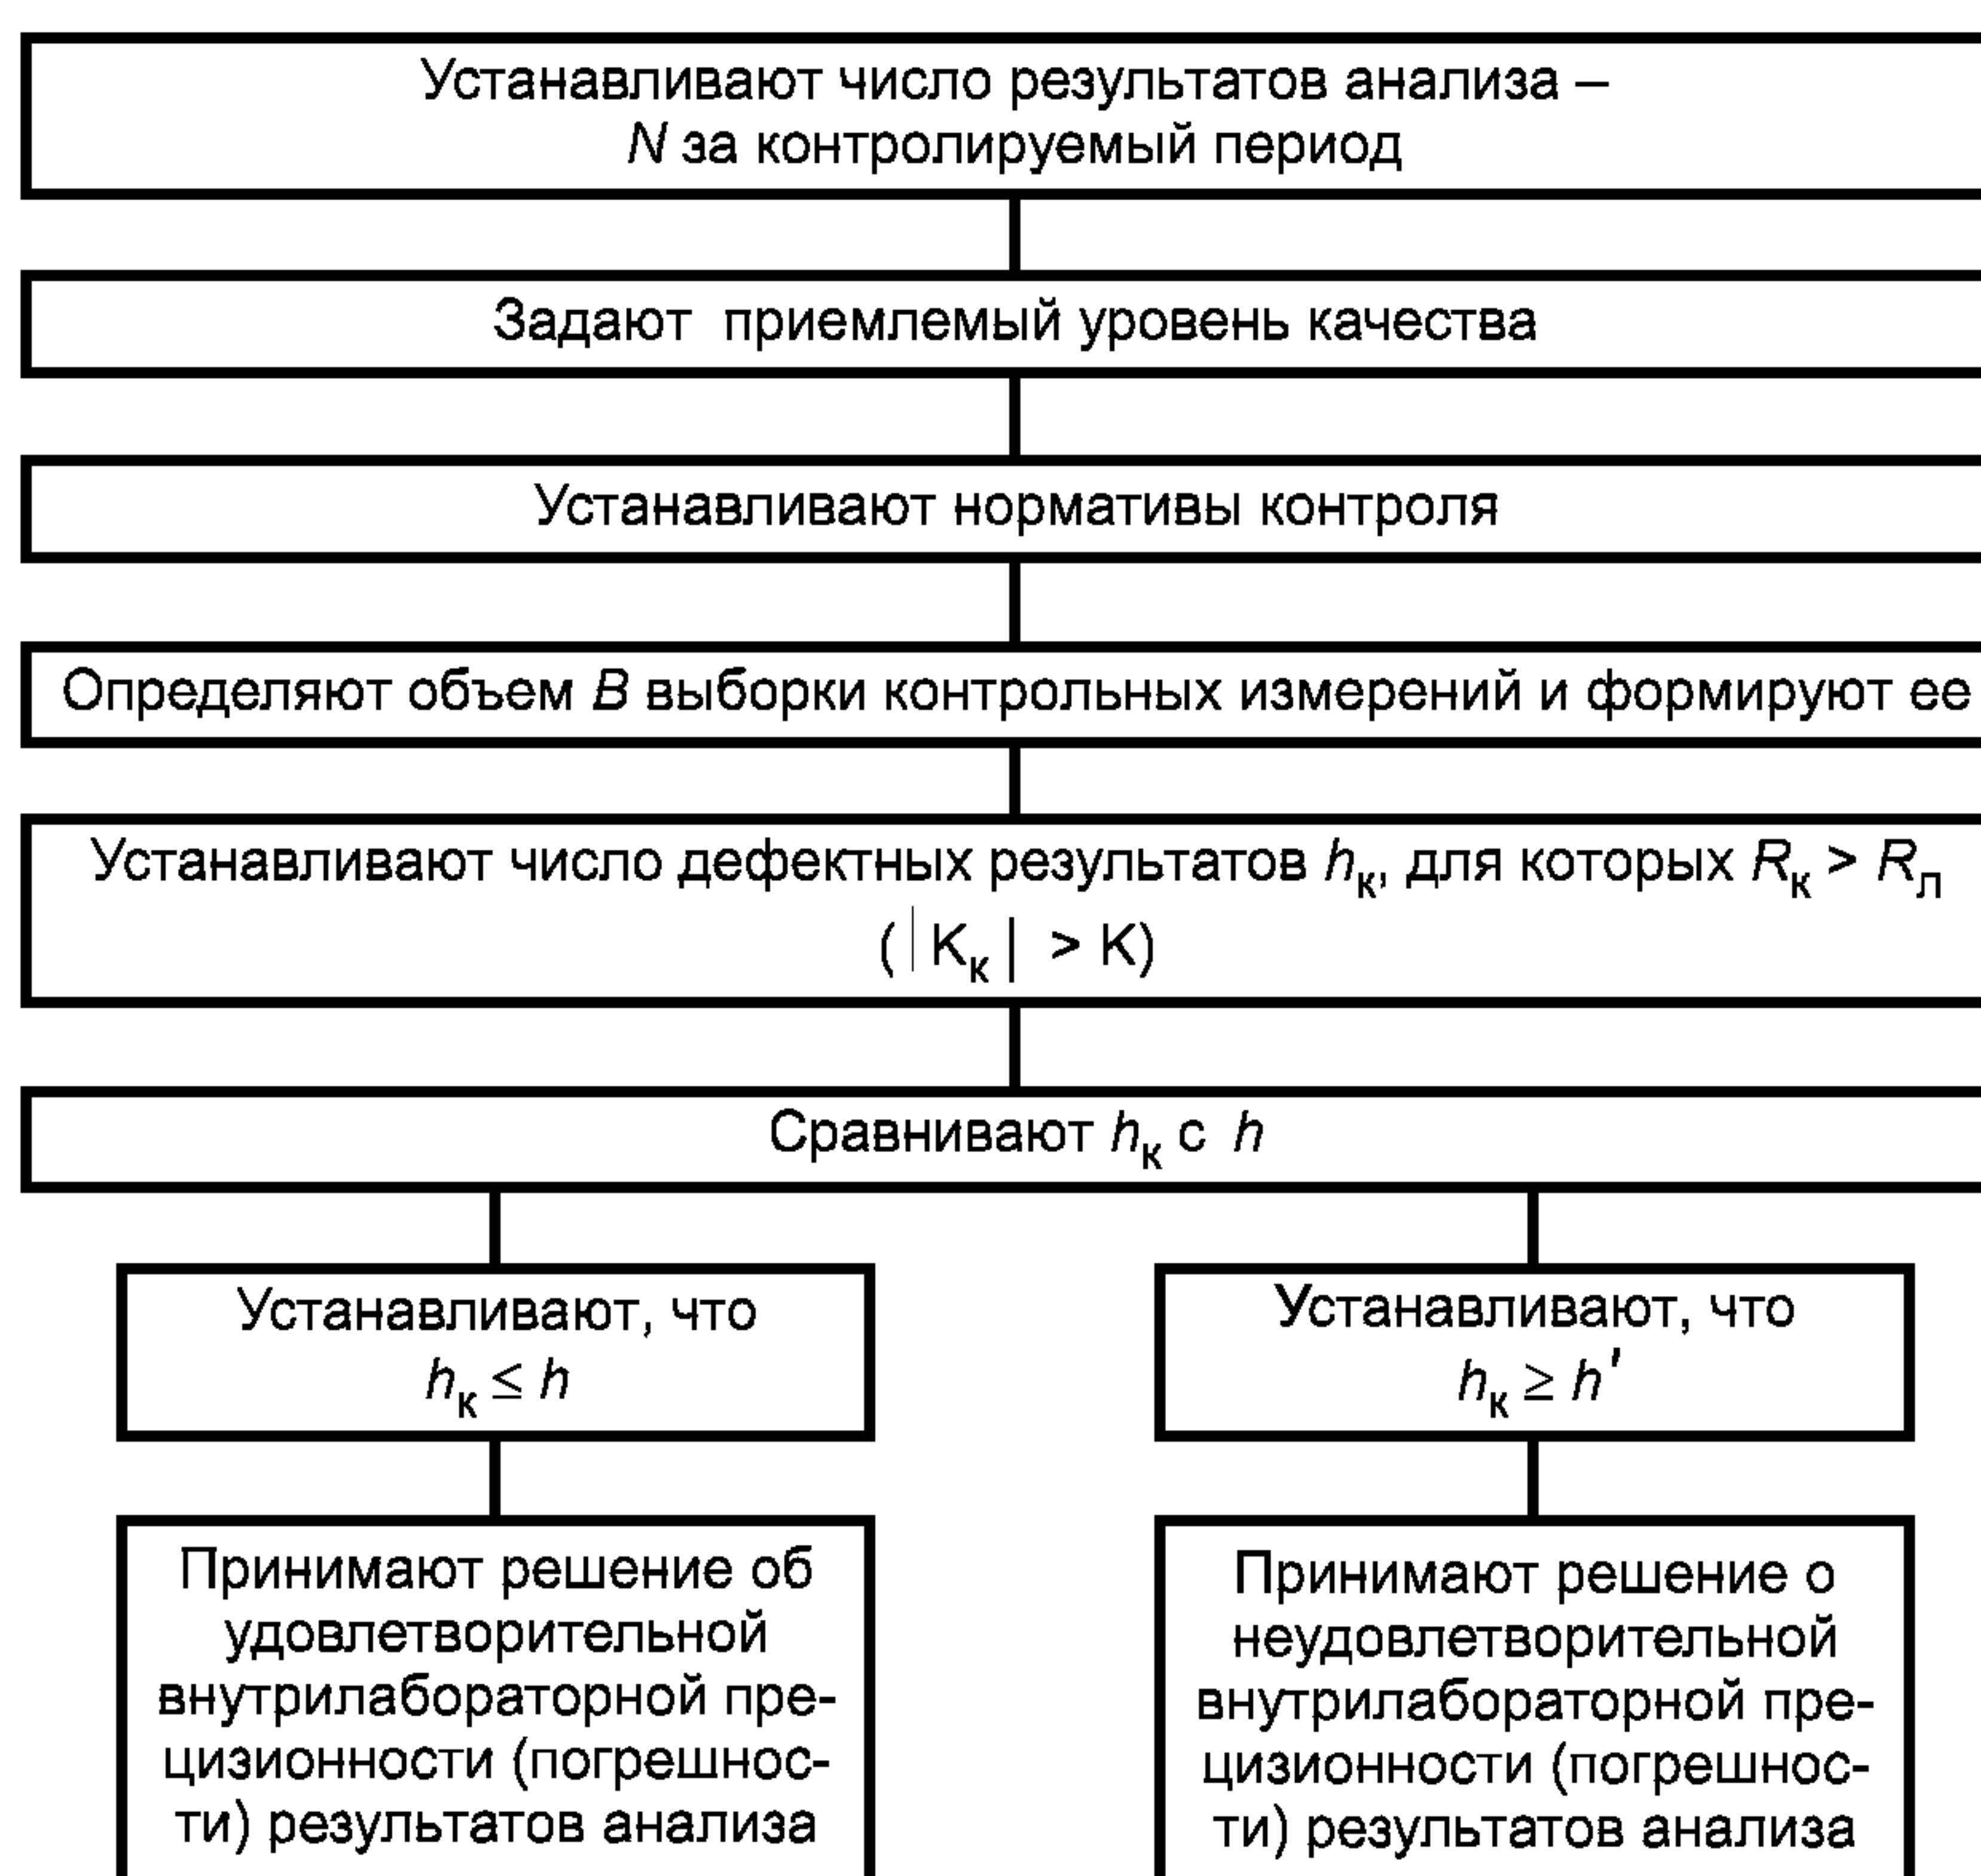 Устанавливают число результатов анализа –
N за контролируемый период
Задают приемлемый уровень качества
Устанавливают нормативы контроля
Определяют объем B выборки контрольных измерений и формируют ее
Устанавливают число дефектных результатов hк, для которых Rк > Rл
(|Kк| > K)
Сравнивают hк с h
Устанавливают, что
hк ≤ h
Устанавливают, что
hк ≥ h'
Принимают решение об
удовлетворительной
внутрилабораторной пре-
цизионности (погрешнос-
ти) результатов анализа
Принимают решение о
неудовлетворительной
внутрилабораторной пре-
цизионности (погрешнос-
ти) результатов анализа